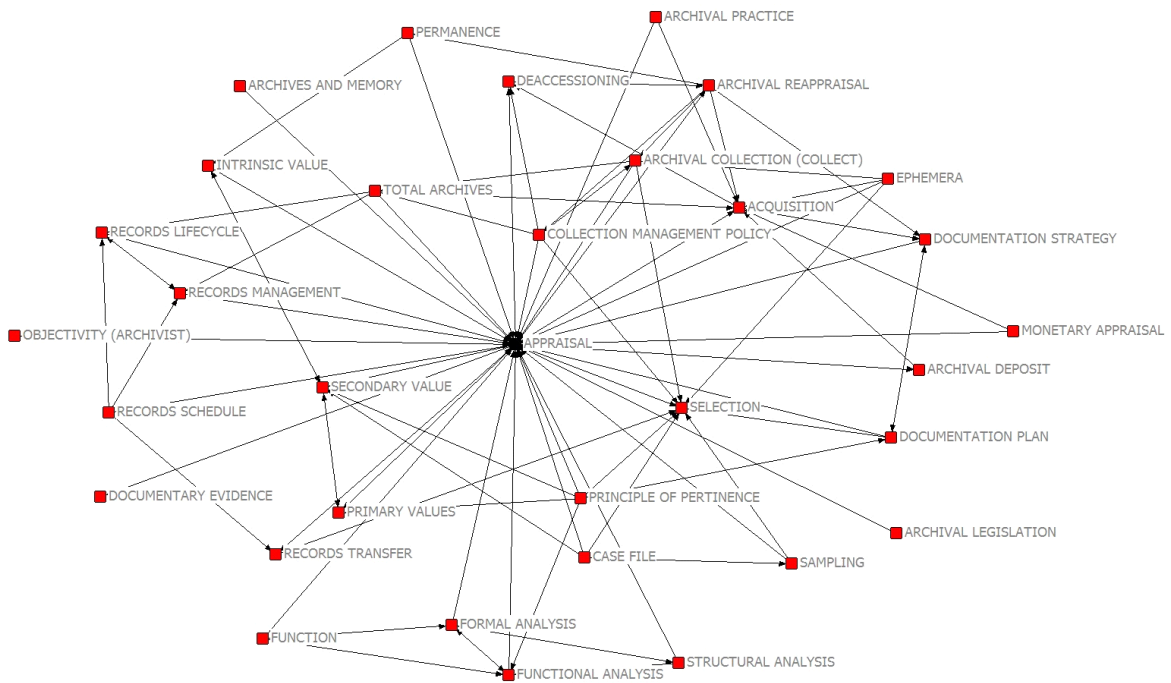 ARCHIVAL PRACTICE
PERMANENCE
DEACCESSIONING
ARCHIVES AND MEMORY
ARCHIVAL REAPPRAISAL
INTRINSIC VALUE
ARCHIVAL COLLECTION (COLLECT)
TOTAL ARCHIVES
EPHEMERA
ACQUISITION
RECORDS LIFECYCLE
COLLECTION MANAGEMENT POLICY
DOCUMENTATION STRATEGY
RECORDS MANAGEMENT
OBJECTIVITY (ARCHIVIST)
APPRAISAL
MONETARY APPRAISAL
ARCHIVAL DEPOSIT
SECONDARY VALUE
RECORDS SCHEDULE
SELECTION
DOCUMENTATION PLAN
DOCUMENTARY EVIDENCE
PRINCIPLE OF PERTINENCE
PRIMARY VALUES
ARCHIVAL LEGISLATION
RECORDS TRANSFER
CASE FILE
SAMPLING
FORMAL ANALYSIS
FUNCTION
STRUCTURAL ANALYSIS
FUNCTIONAL ANALYSIS